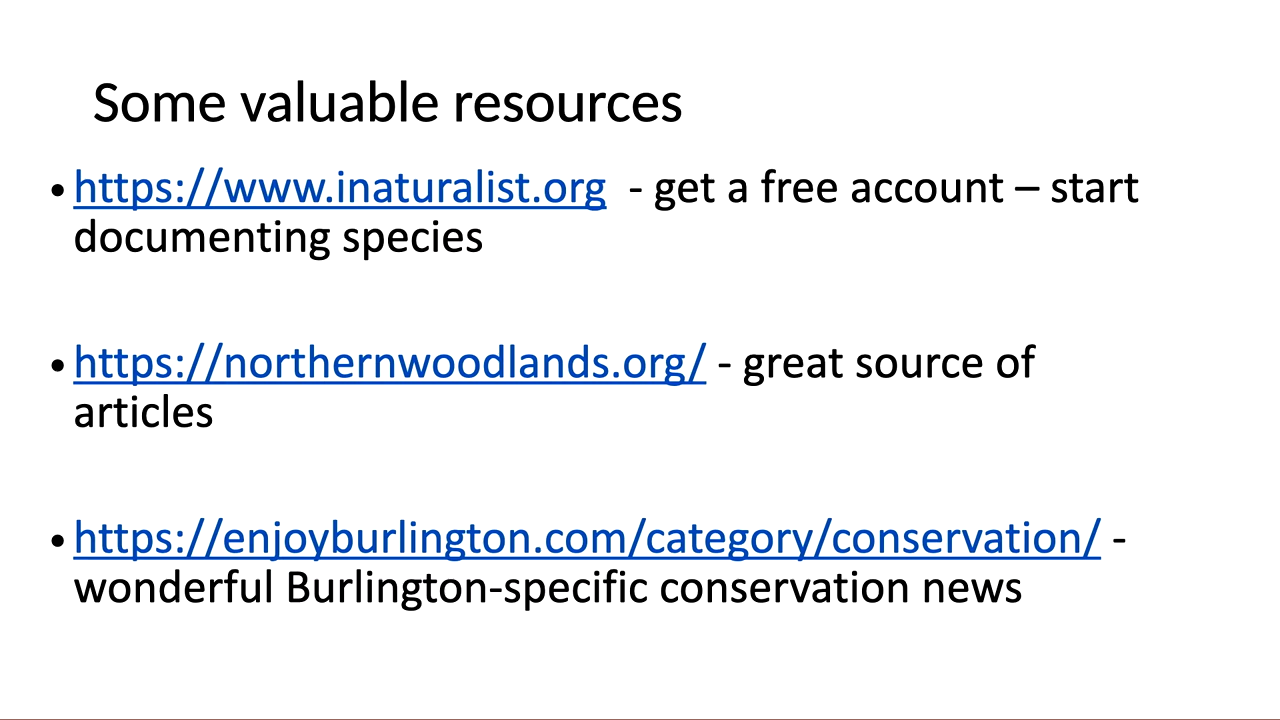 Some valuable resources
• https://www.inaturalist.org - get a free account – start
documenting species
• https://northernwoodlands.org/ - great source of
articles
• https://enjoyburlington.com/category/conservation/ -
wonderful Burlington-specific conservation news